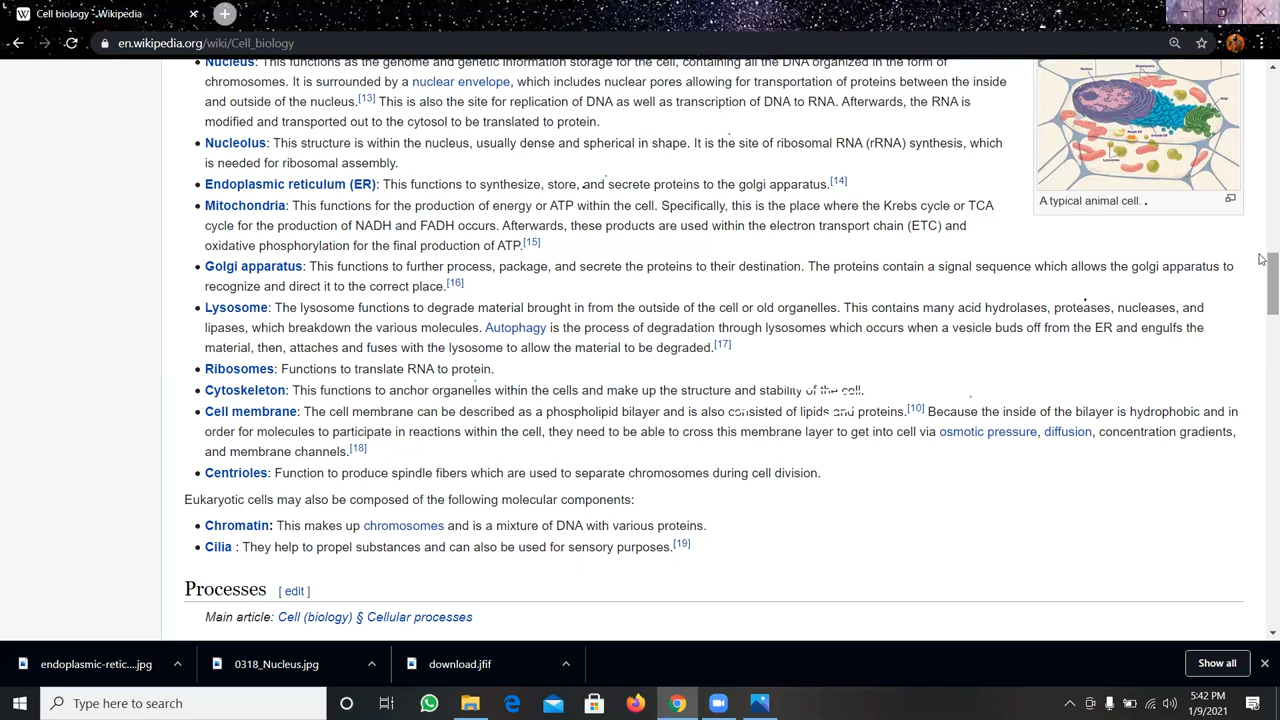 Cell biology - Wikipedia
en.wikipedia.org/wiki/Cell_biology
Nucleus: This functions as the genome and genetic information storage for the cell, containing all the DNA organized in the form of
chromosomes. It is surrounded by a nuclear envelope, which includes nuclear pores allowing for transportation of proteins between the inside
and outside of the nucleus.[13] This is also the site for replication of DNA as well as transcription of DNA to RNA. Afterwards, the RNA is
modified and transported out to the cytosol to be translated to protein.
• Nucleolus: This structure is within the nucleus, usually dense and spherical in shape. It is the site of ribosomal RNA (rRNA) synthesis, which
is needed for ribosomal assembly.
• Endoplasmic reticulum (ER): This functions to synthesize, store, and secrete proteins to the golgi apparatus.[14]
• Mitochondria: This functions for the production of energy or ATP within the cell. Specifically, this is the place where the Krebs cycle or TCA
cycle for the production of NADH and FADH occurs. Afterwards, these products are used within the electron transport chain (ETC) and
oxidative phosphorylation for the final production of ATP.[15]
A typical animal cell.
• Golgi apparatus: This functions to further process, package, and secrete the proteins to their destination. The proteins contain a signal sequence which allows the golgi apparatus to
recognize and direct it to the correct place.[16]
• Lysosome: The lysosome functions to degrade material brought in from the outside of the cell or old organelles. This contains many acid hydrolases, proteases, nucleases, and
lipases, which breakdown the various molecules. Autophagy is the process of degradation through lysosomes which occurs when a vesicle buds off from the ER and engulfs the
material, then, attaches and fuses with the lysosome to allow the material to be degraded.[17]
• Ribosomes: Functions to translate RNA to protein.
• Cytoskeleton: This functions to anchor organelles within the cells and make up the structure and stability of the cell.
• Cell membrane: The cell membrane can be described as a phospholipid bilayer and is also consisted of lipids and proteins.[10] Because the inside of the bilayer is hydrophobic and in
order for molecules to participate in reactions within the cell, they need to be able to cross this membrane layer to get into cell via osmotic pressure, diffusion, concentration gradients,
and membrane channels.[18]
• Centrioles: Function to produce spindle fibers which are used to separate chromosomes during cell division.
Eukaryotic cells may also be composed of the following molecular components:
• Chromatin: This makes up chromosomes and is a mixture of DNA with various proteins.
• Cilia : They help to propel substances and can also be used for sensory purposes.[19]
Processes [ edit ]
Main article: Cell (biology) § Cellular processes
endoplasmic-retic....jpg
0318_Nucleus.jpg
download.jfif
Show all
Type here to search
5:42 PM
1/9/2021